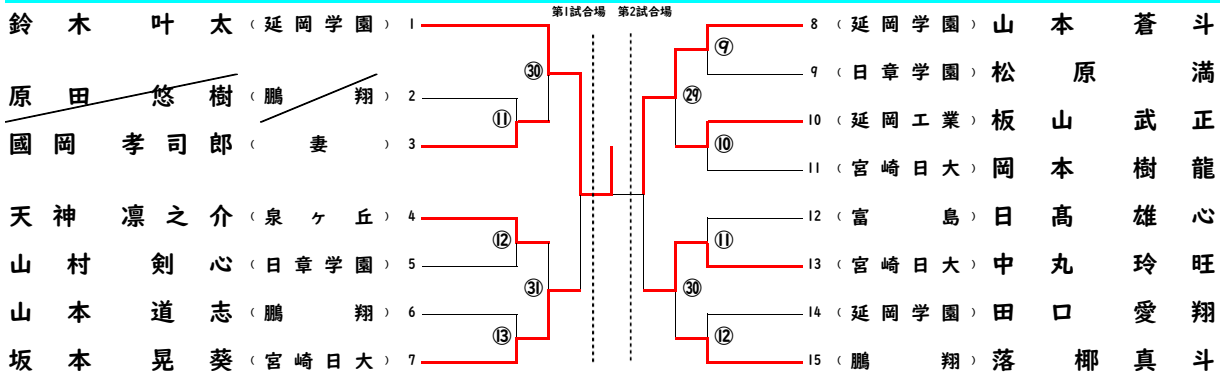 第1試合場 第2試合場
鈴木 叶太 (延岡学園) 1
原田 悠樹 (鵬翔) 2
國岡 孝司郎 (妻) 3
天神 凛之介 (泉ヶ丘) 4
山村 剣心 (日章学園) 5
山本 道志 (鵬翔) 6
坂本 晃葵 (宮崎日大) 7
㉚
⑪
⑫
㉛
⑬
8 (延岡学園) 山本 蒼斗
9 (日章学園) 松原 満
10 (延岡工業) 板山 武正
11 (宮崎日大) 岡本 樹龍
12 (富島) 日髙 雄心
13 (宮崎日大) 中丸 玲旺
14 (延岡学園) 田口 愛翔
15 (鵬翔) 落椰 真斗
⑨
㉙
⑩
⑪
㉚
⑫